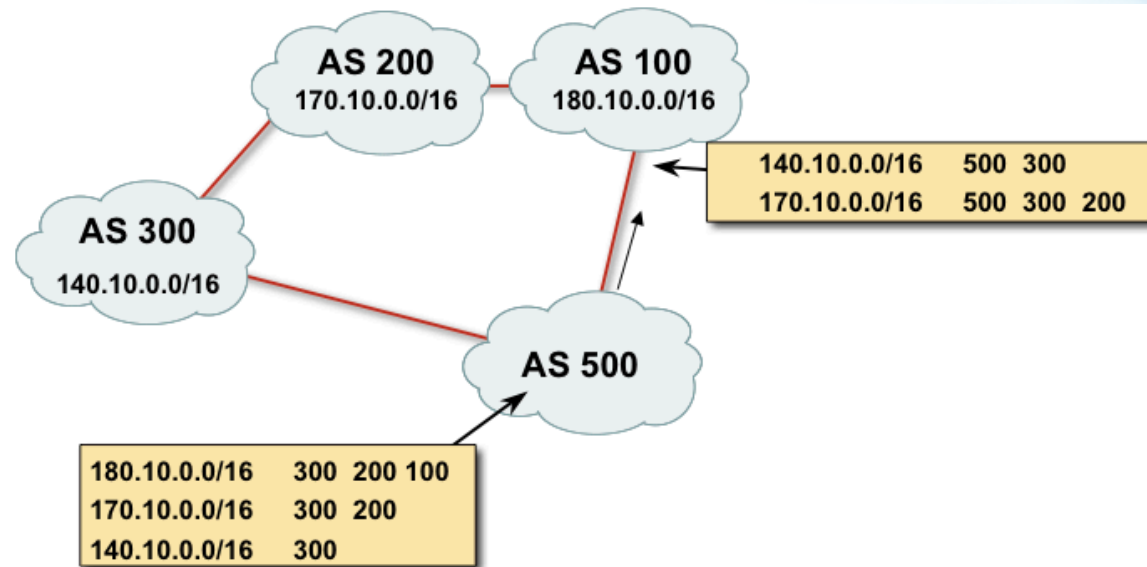 AS 200
170.10.0.0/16
AS 100
180.10.0.0/16
140.10.0.0/16 500 300
170.10.0.0/16 500 300 200
AS 300
140.10.0.0/16
AS 500
180.10.0.0/16 300 200 100
170.10.0.0/16 300 200
140.10.0.0/16 300